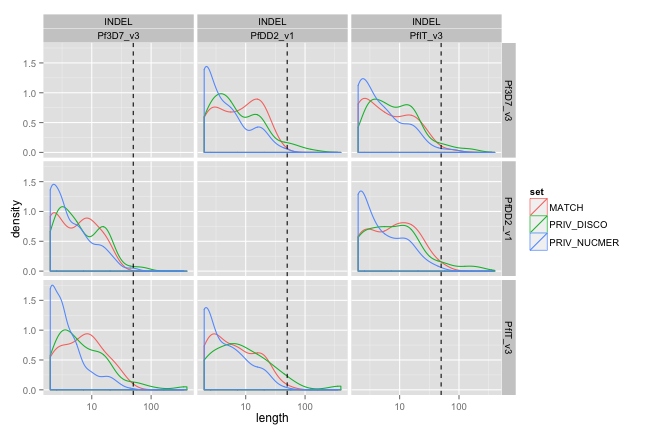 INDEL INDEL INDEL
Pf3D7_v3 PfDD2_v1 PfIT_v3
1.5
1.0
0.5
0.0
Pf3D7_v3
1.5
1.0
0.5
0.0
PfDD2_v1
1.5
1.0
0.5
0.0
PfIT_v3
density
10 100 10 100 10 100
length
set
MATCH
PRIV_DISCO
PRIV_NUCMER